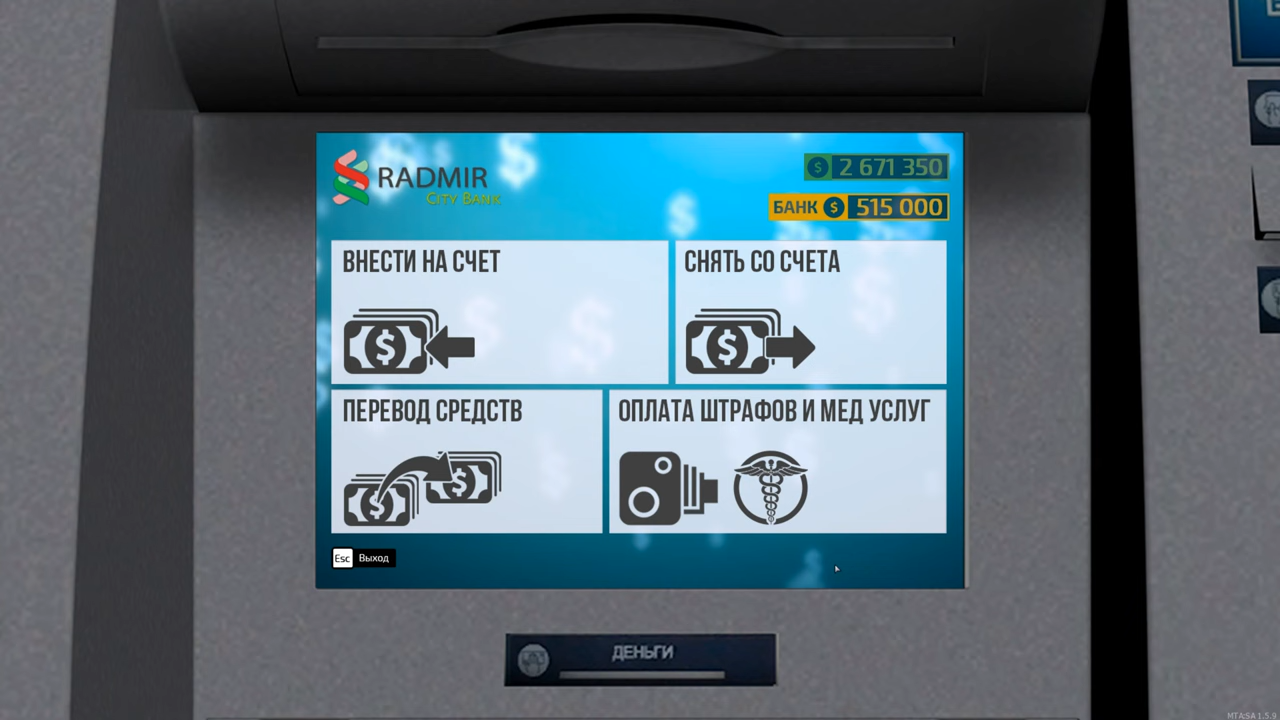 RADMIR
CITY BANK
2 671 350
БАНК 515 000
ВНЕСТИ НА СЧЕТ
СНЯТЬ СО СЧЕТА
ПЕРЕВОД СРЕДСТВ
ОПЛАТА ШТРАФОВ И МЕД УСЛУГ
Esc Выход
ДЕНЬГИ
MTA:SA 1.5.9